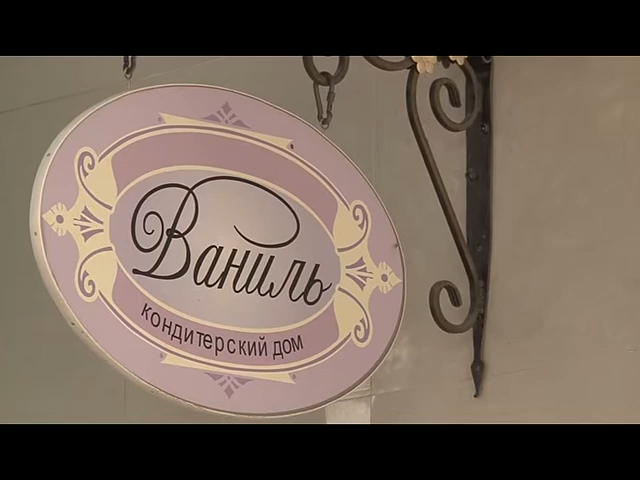 Ваниль
кондитерский дом